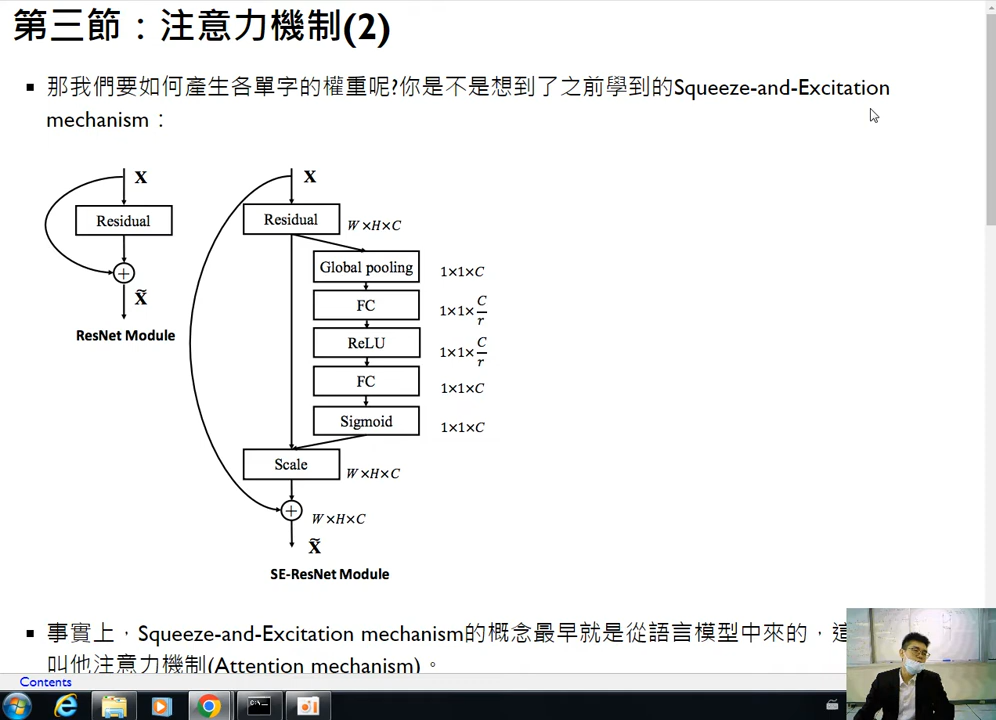 第三節：注意力機制(2)
▪ 那我們要如何產生各單字的權重呢?你是不是想到了之前學到的Squeeze-and-Excitation
mechanism：
X
Residual
+
X̃
ResNet Module
X
Residual
W×H×C
Global pooling
1×1×C
FC
1×1×C/r
ReLU
1×1×C/r
FC
1×1×C
Sigmoid
1×1×C
Scale
W×H×C
+
W×H×C
X̃
SE-ResNet Module
▪ 事實上，Squeeze-and-Excitation mechanism的概念最早就是從語言模型中來的，這
叫他注意力機制(Attention mechanism)。
Contents